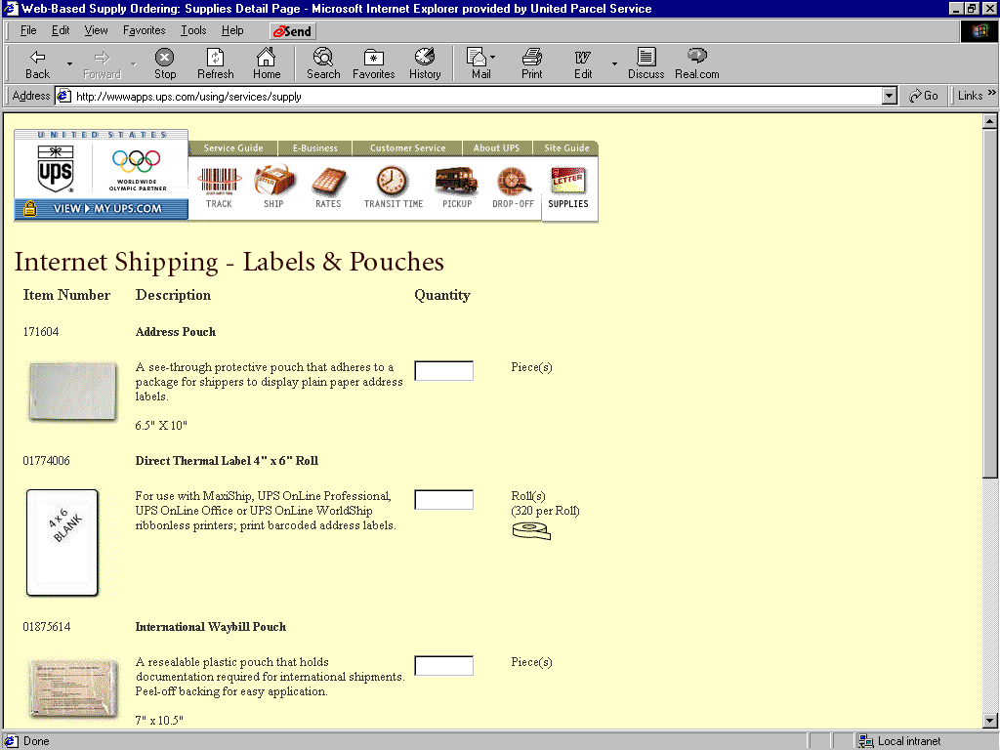 Web-Based Supply Ordering: Supplies Detail Page - Microsoft Internet Explorer provided by United Parcel Service
File Edit View Favorites Tools Help Send
Back Forward Stop Refresh Home Search Favorites History Mail Print Edit Discuss Real.com
Address http://wwwapps.ups.com/using/services/supply Go Links »
UNITED STATES
ups
WORLDWIDE
OLYMPIC PARTNER
VIEW MY UPS.COM
Service Guide E-Business Customer Service About UPS Site Guide
TRACK SHIP RATES TRANSIT TIME PICKUP DROP-OFF SUPPLIES
LETTER
Internet Shipping - Labels & Pouches
Item Number Description Quantity
171604 Address Pouch
A see-through protective pouch that adheres to a Piece(s)
package for shippers to display plain paper address
labels.
6.5" X 10"
01774006 Direct Thermal Label 4" x 6" Roll
4 x 6
BLANK
For use with MaxiShip, UPS OnLine Professional, Roll(s)
UPS OnLine Office or UPS OnLine WorldShip (320 per Roll)
ribbonless printers; print barcoded address labels.
01875614 International Waybill Pouch
A resealable plastic pouch that holds Piece(s)
documentation required for international shipments.
Peel-off backing for easy application.
7" x 10.5"
Done Local intranet